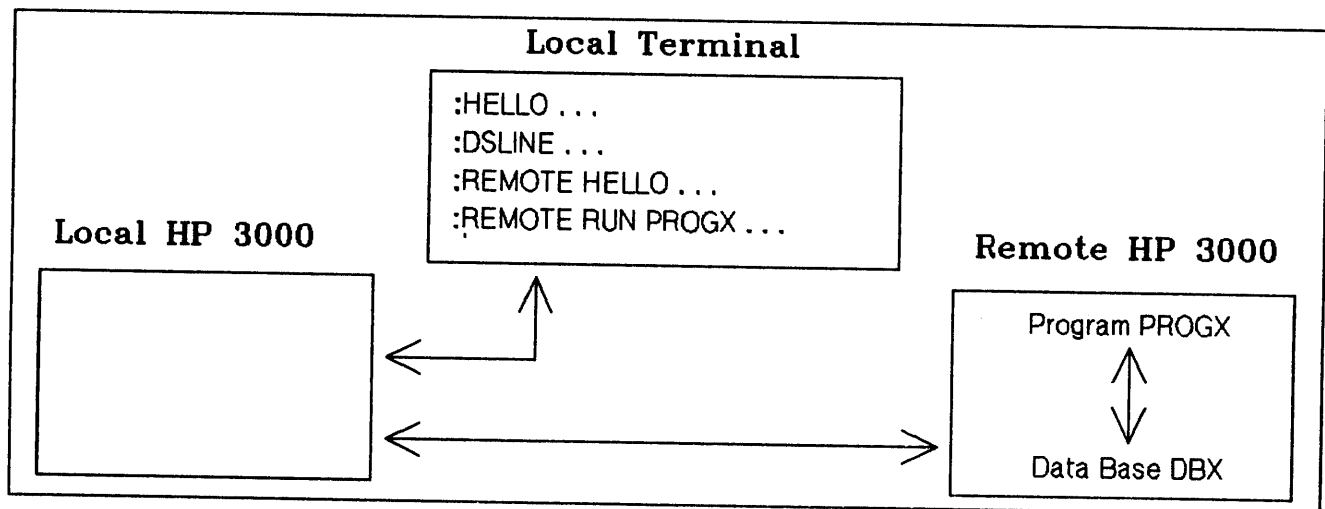 Local Terminal
:HELLO . . .
:DSLINE . . .
:REMOTE HELLO . . .
:REMOTE RUN PROGX . . .
Local HP 3000
Remote HP 3000
Program PROGX
Data Base DBX